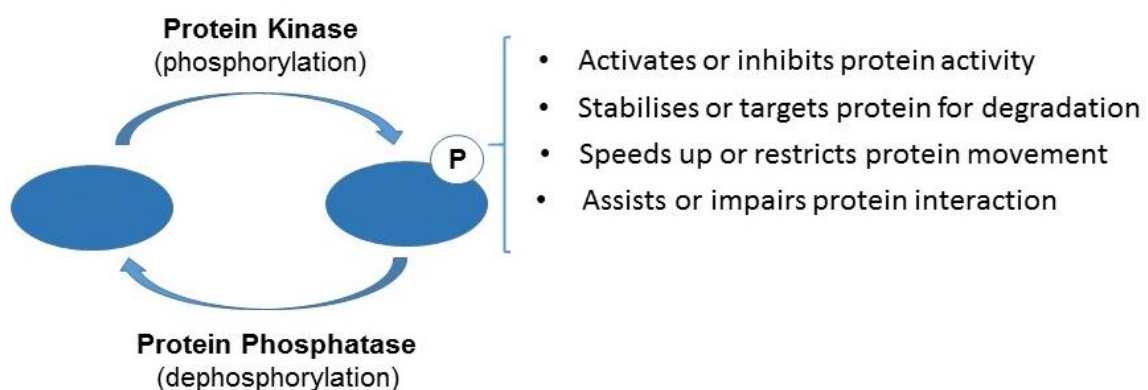 Protein Kinase
(phosphorylation)
P
• Activates or inhibits protein activity
• Stabilises or targets protein for degradation
• Speeds up or restricts protein movement
• Assists or impairs protein interaction
Protein Phosphatase
(dephosphorylation)